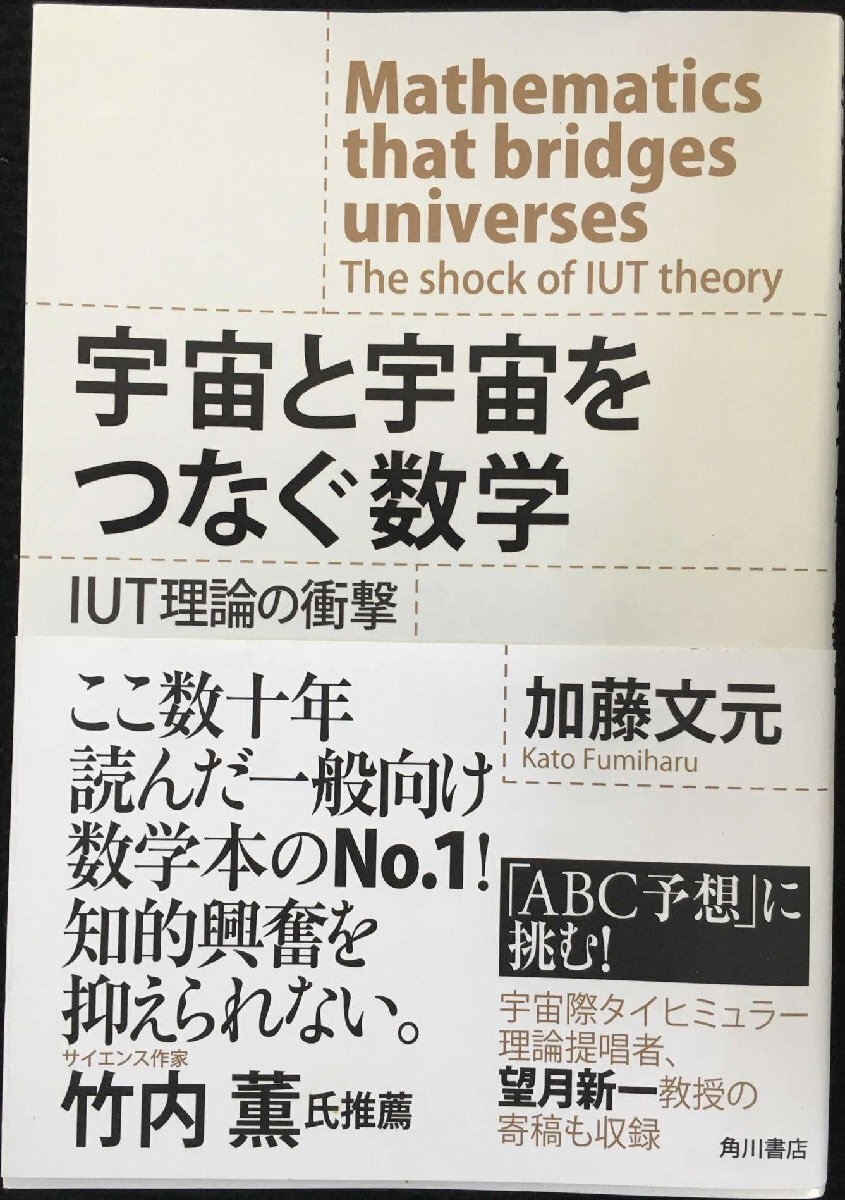 Mathematics
that bridges
universes
The shock of IUT theory
宇宙と宇宙を
つなぐ数学
IUT理論の衝撃
加藤文元
Kato Fumiharu
ここ数十年
読んだ一般向け
数学本のNo.1!
知的興奮を
抑えられない。
サイエンス作家
竹内 薫氏推薦
「ABC予想」に
挑む!
宇宙際タイヒミュラー
理論提唱者、
望月新一教授の
寄稿も収録
角川書店